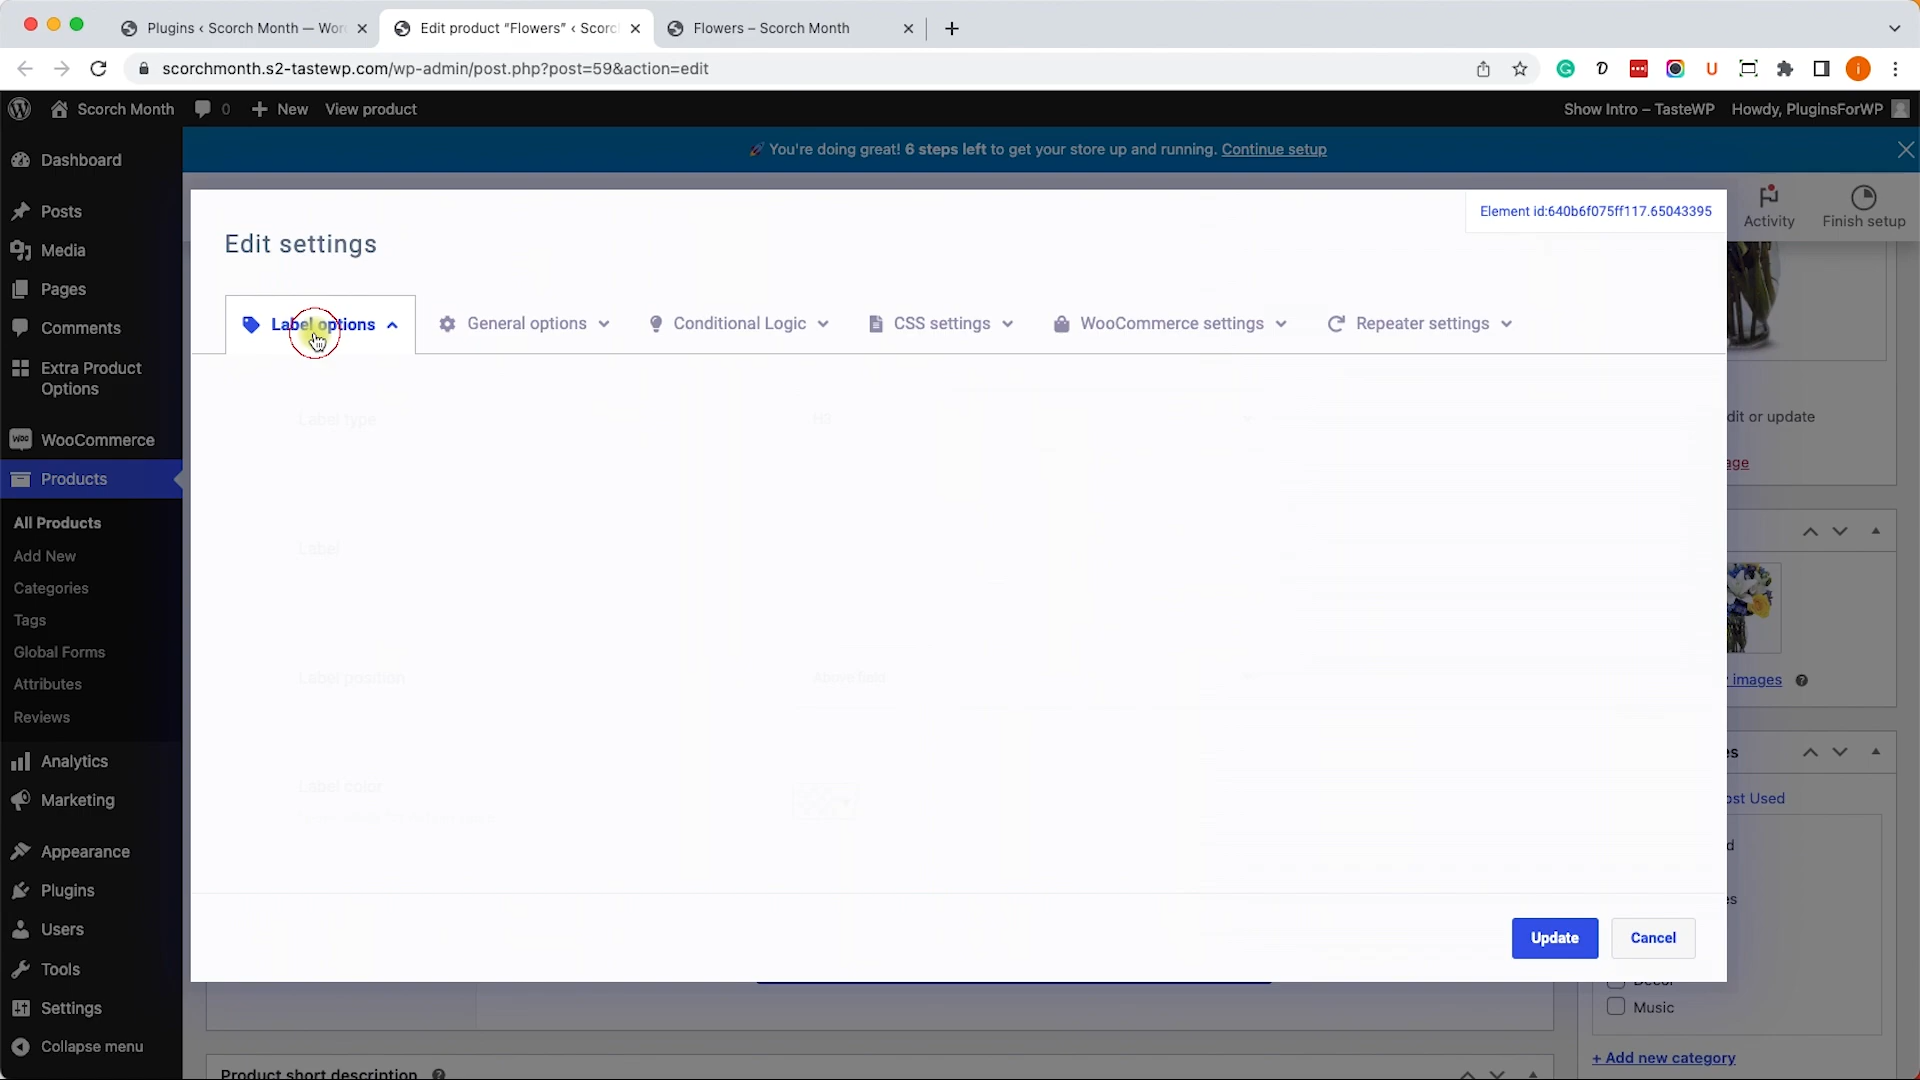 Plugins ‹ Scorch Month — Wor
Edit product “Flowers” ‹ Scorc
Flowers – Scorch Month
scorchmonth.s2-tastewp.com/wp-admin/post.php?post=59&action=edit
Scorch Month
0
New
View product
Show Intro – TasteWP
Howdy, PluginsForWP
Dashboard
Posts
Media
Pages
Comments
Extra Product
Options
WooCommerce
Products
All Products
Add New
Categories
Tags
Global Forms
Attributes
Reviews
Analytics
Marketing
Appearance
Plugins
Users
Tools
Settings
Collapse menu
🚀 You're doing great! 6 steps left to get your store up and running. Continue setup
Activity
Finish setup
Element id:640b6f075ff117.65043395
Edit settings
Label options
General options
Conditional Logic
CSS settings
WooCommerce settings
Repeater settings
Label type
H3
Label
Label position
Above field
Label color
Update
Cancel
dit or update
age
images
es
ost Used
d
es
Decor
Music
+ Add new category
Product short description